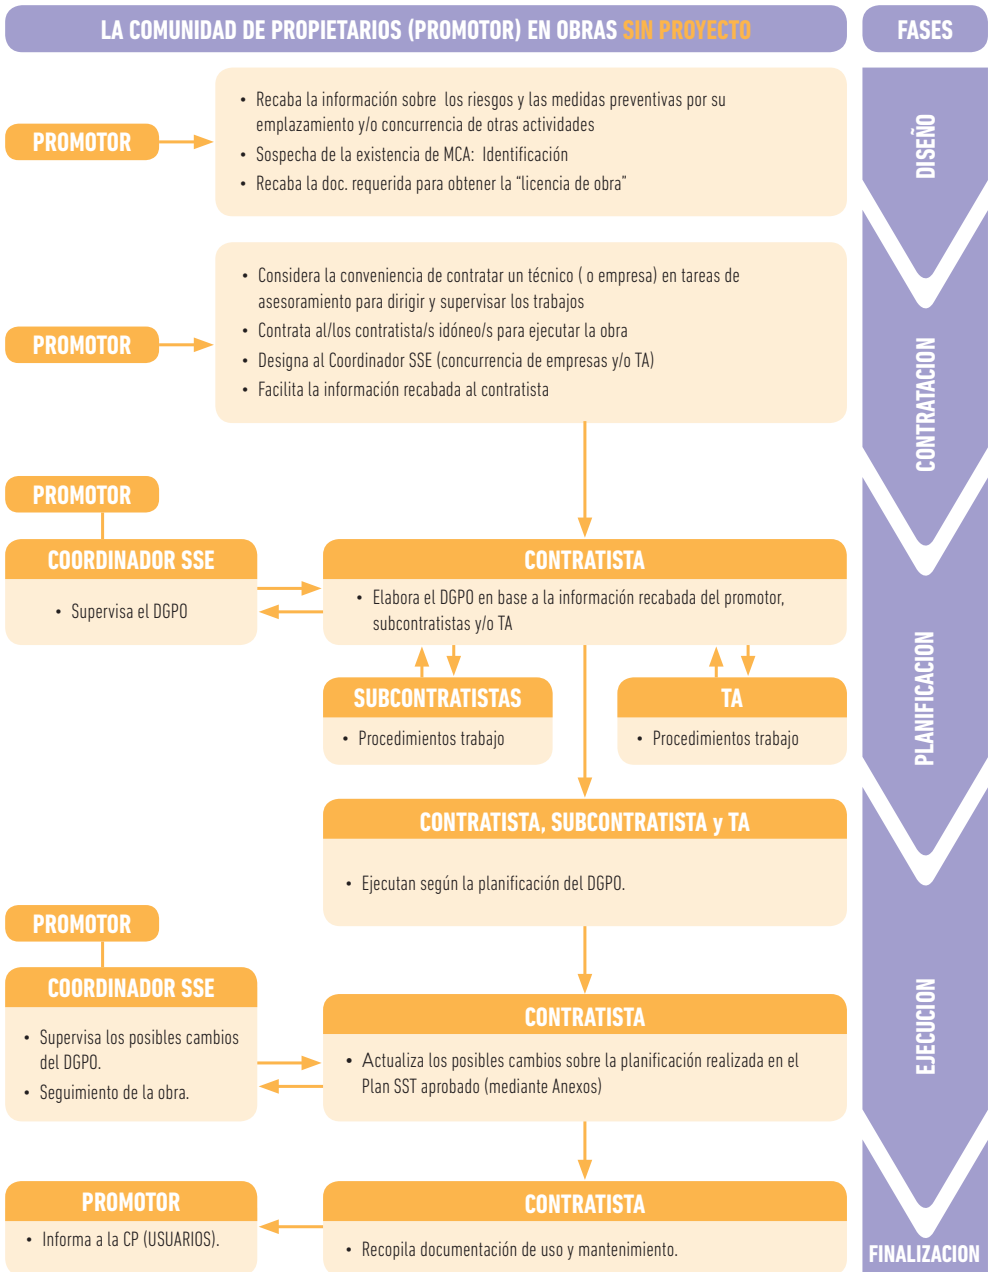 LA COMUNIDAD DE PROPIETARIOS (PROMOTOR) EN OBRAS SIN PROYECTO
FASES
PROMOTOR
• Recaba la información sobre los riesgos y las medidas preventivas por su
emplazamiento y/o concurrencia de otras actividades
• Sospecha de la existencia de MCA: Identificación
• Recaba la doc. requerida para obtener la "licencia de obra"
DISEÑO
PROMOTOR
• Considera la conveniencia de contratar un técnico ( o empresa) en tareas de
asesoramiento para dirigir y supervisar los trabajos
• Contrata al/los contratista/s idóneo/s para ejecutar la obra
• Designa al Coordinador SSE (concurrencia de empresas y/o TA)
• Facilita la información recabada al contratista
CONTRATACION
PROMOTOR
COORDINADOR SSE
• Supervisa el DGPO
CONTRATISTA
• Elabora el DGPO en base a la información recabada del promotor,
subcontratistas y/o TA
SUBCONTRATISTAS
• Procedimientos trabajo
TA
• Procedimientos trabajo
PLANIFICACION
CONTRATISTA, SUBCONTRATISTA y TA
• Ejecutan según la planificación del DGPO.
PROMOTOR
COORDINADOR SSE
• Supervisa los posibles cambios
del DGPO.
• Seguimiento de la obra.
CONTRATISTA
• Actualiza los posibles cambios sobre la planificación realizada en el
Plan SST aprobado (mediante Anexos)
EJECUCION
PROMOTOR
• Informa a la CP (USUARIOS).
CONTRATISTA
• Recopila documentación de uso y mantenimiento.
FINALIZACION